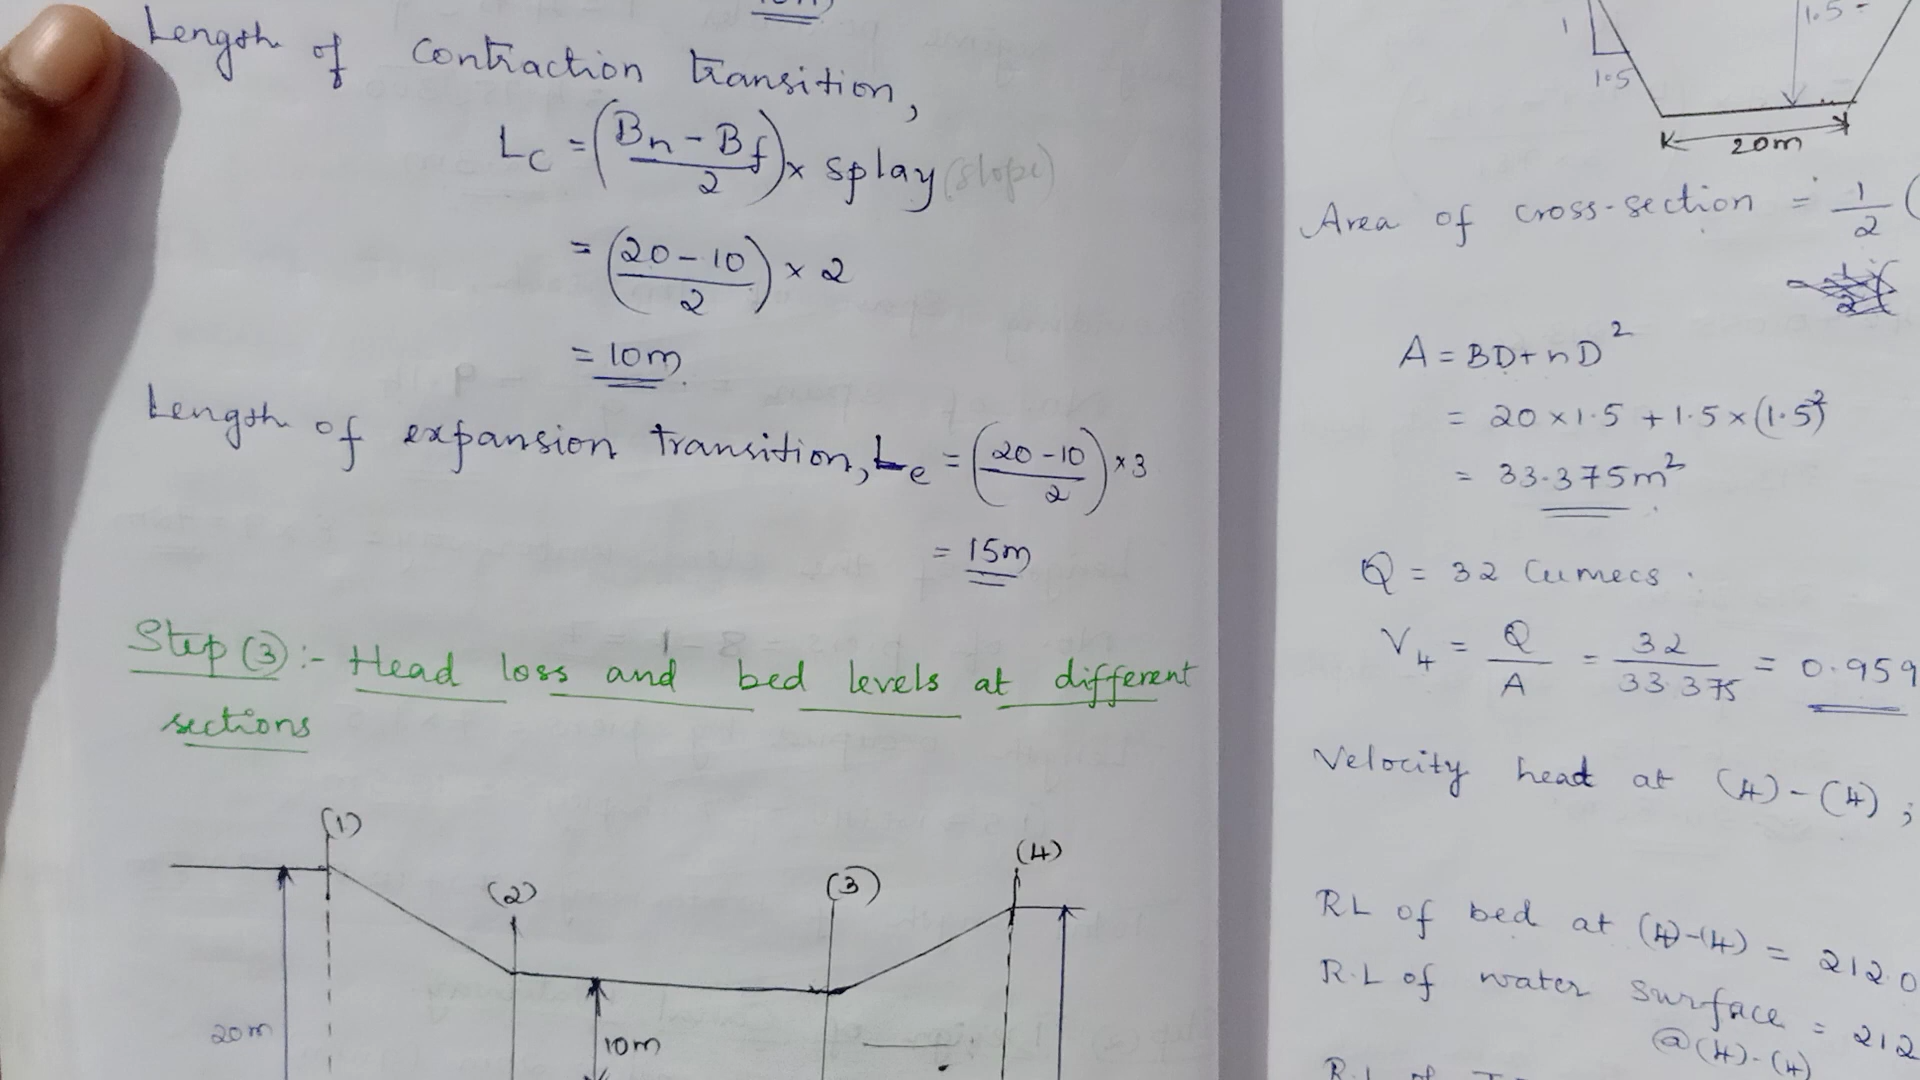 Length of contraction transition,
Lc = (Bn - Bf / 2) x splay (slope)
= (20 - 10 / 2) x 2
= 10m.
Length of expansion transition, Le = (20 - 10 / 2) x 3
= 15m
Step (3):- Head loss and bed levels at different
sections
(1)
(2)
(3)
(4)
20m
10m
1
1.5
1.5
20m
Area of cross-section = 1/2 (
A = BD + nD²
= 20 x 1.5 + 1.5 x (1.5)²
= 33.375m²
Q = 32 Cumecs.
V4 = Q/A = 32/33.375 = 0.959
Velocity head at (4)-(4),
RL of bed at (4)-(4) = 212.0
R.L of water surface = 212
@(4)-(4)
R.L of